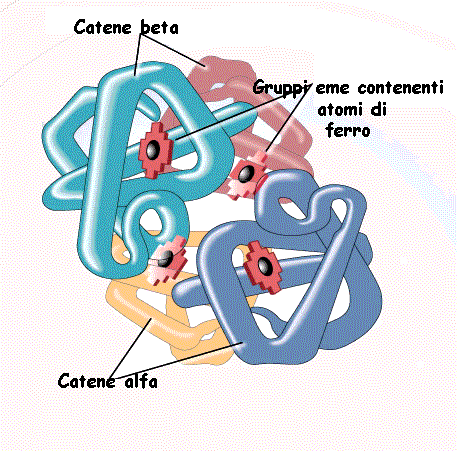 Catene beta
Gruppi eme contenenti
atomi di
ferro
Catene alfa